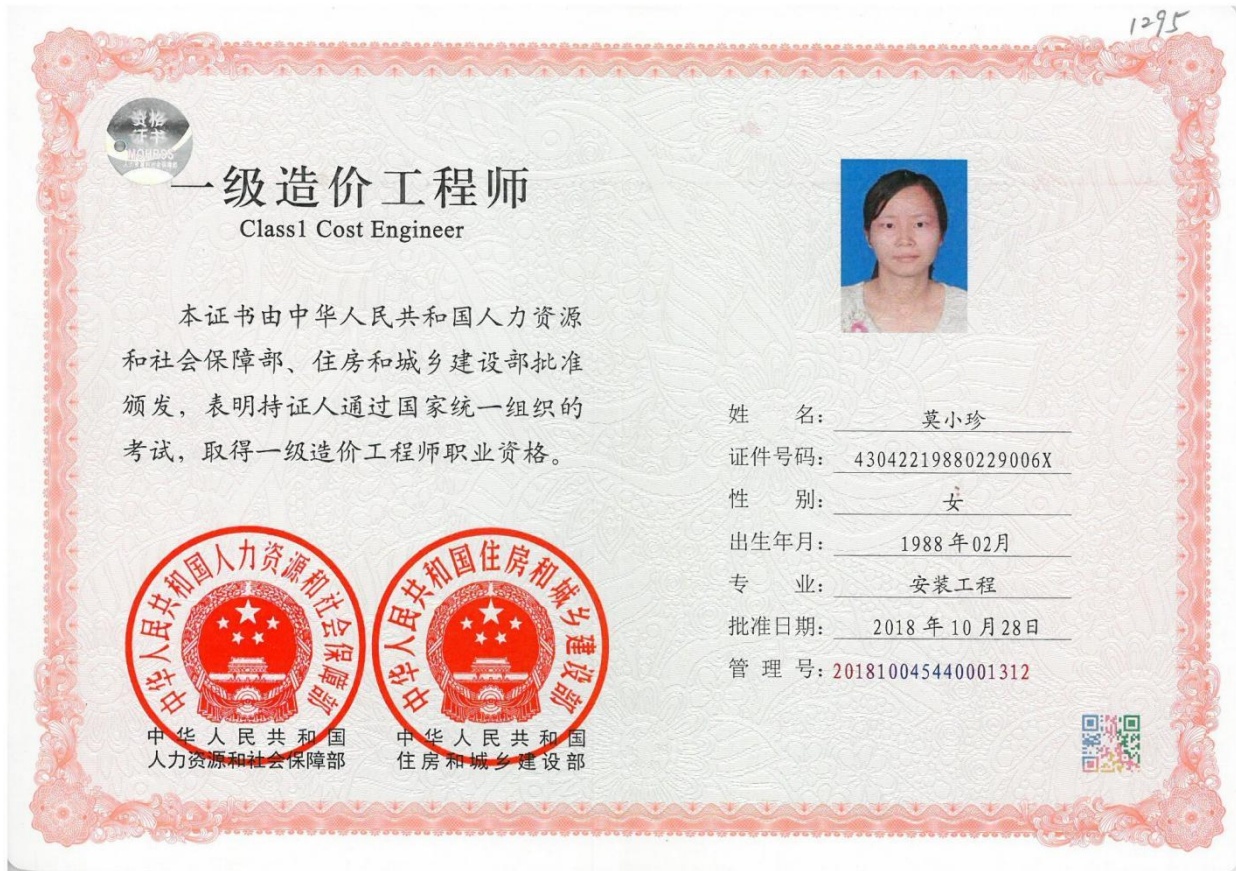 1295
资格
证书
MOHRSS
一级造价工程师
Class1 Cost Engineer
本证书由中华人民共和国人力资源
和社会保障部、住房和城乡建设部批准
颁发，表明持证人通过国家统一组织的
考试，取得一级造价工程师职业资格。
中华人民共和国人力资源和社会保障部
中华人民共和国住房和城乡建设部
中华人民共和国
人力资源和社会保障部
中华人民共和国
住房和城乡建设部
姓 名：莫小珍
证件号码：43042219880229006X
性 别：女
出生年月：1988年02月
专 业：安装工程
批准日期：2018年10月28日
管 理 号：201810045440001312